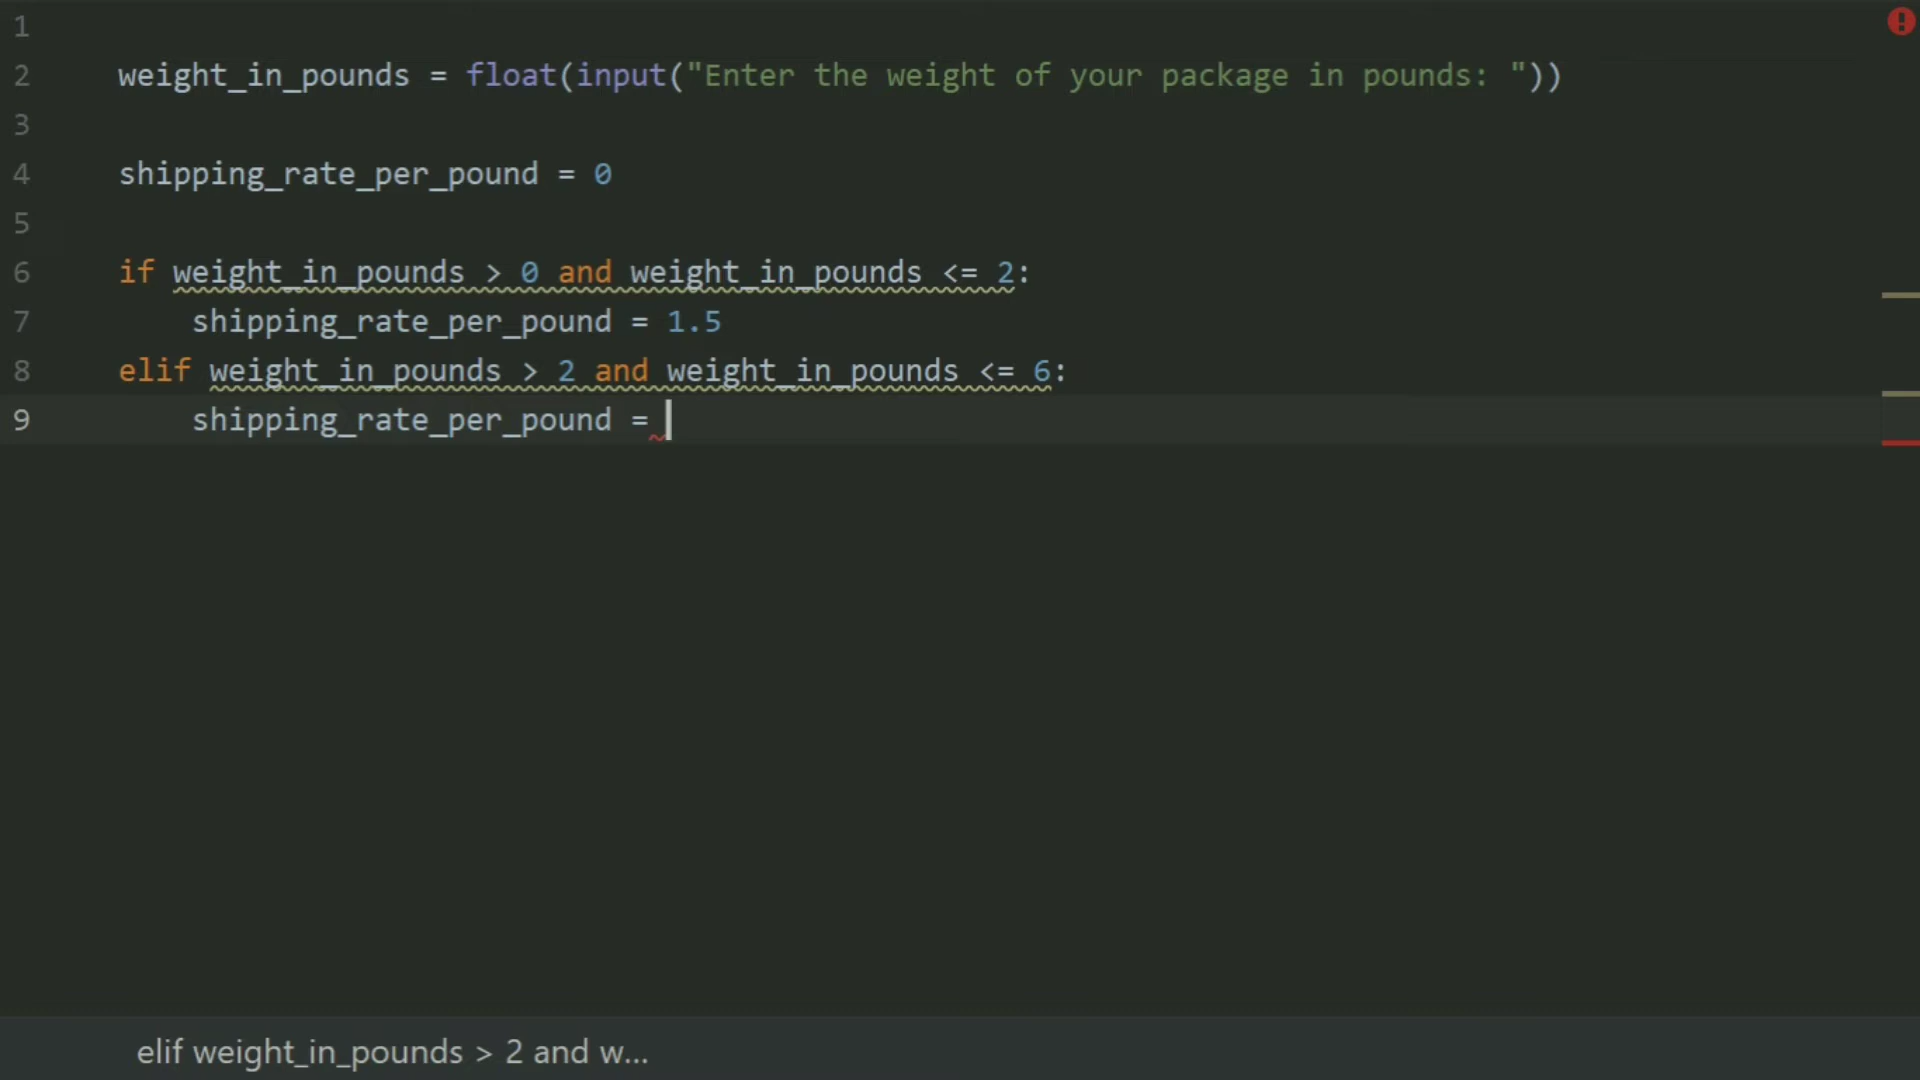 1
2 weight_in_pounds = float(input("Enter the weight of your package in pounds: "))
3
4 shipping_rate_per_pound = 0
5
6 if weight_in_pounds > 0 and weight_in_pounds <= 2:
7 shipping_rate_per_pound = 1.5
8 elif weight_in_pounds > 2 and weight_in_pounds <= 6:
9 shipping_rate_per_pound =
elif weight_in_pounds > 2 and w...